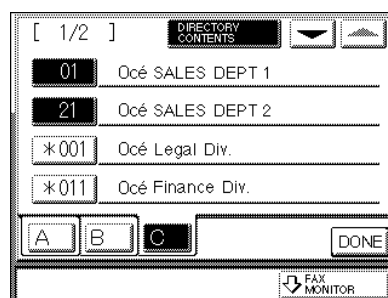 [ 1/2 ] DIRECTORY CONTENTS
01 Océ SALES DEPT 1
21 Océ SALES DEPT 2
*001 Océ Legal Div.
*011 Océ Finance Div.
A B C DONE
FAX MONITOR